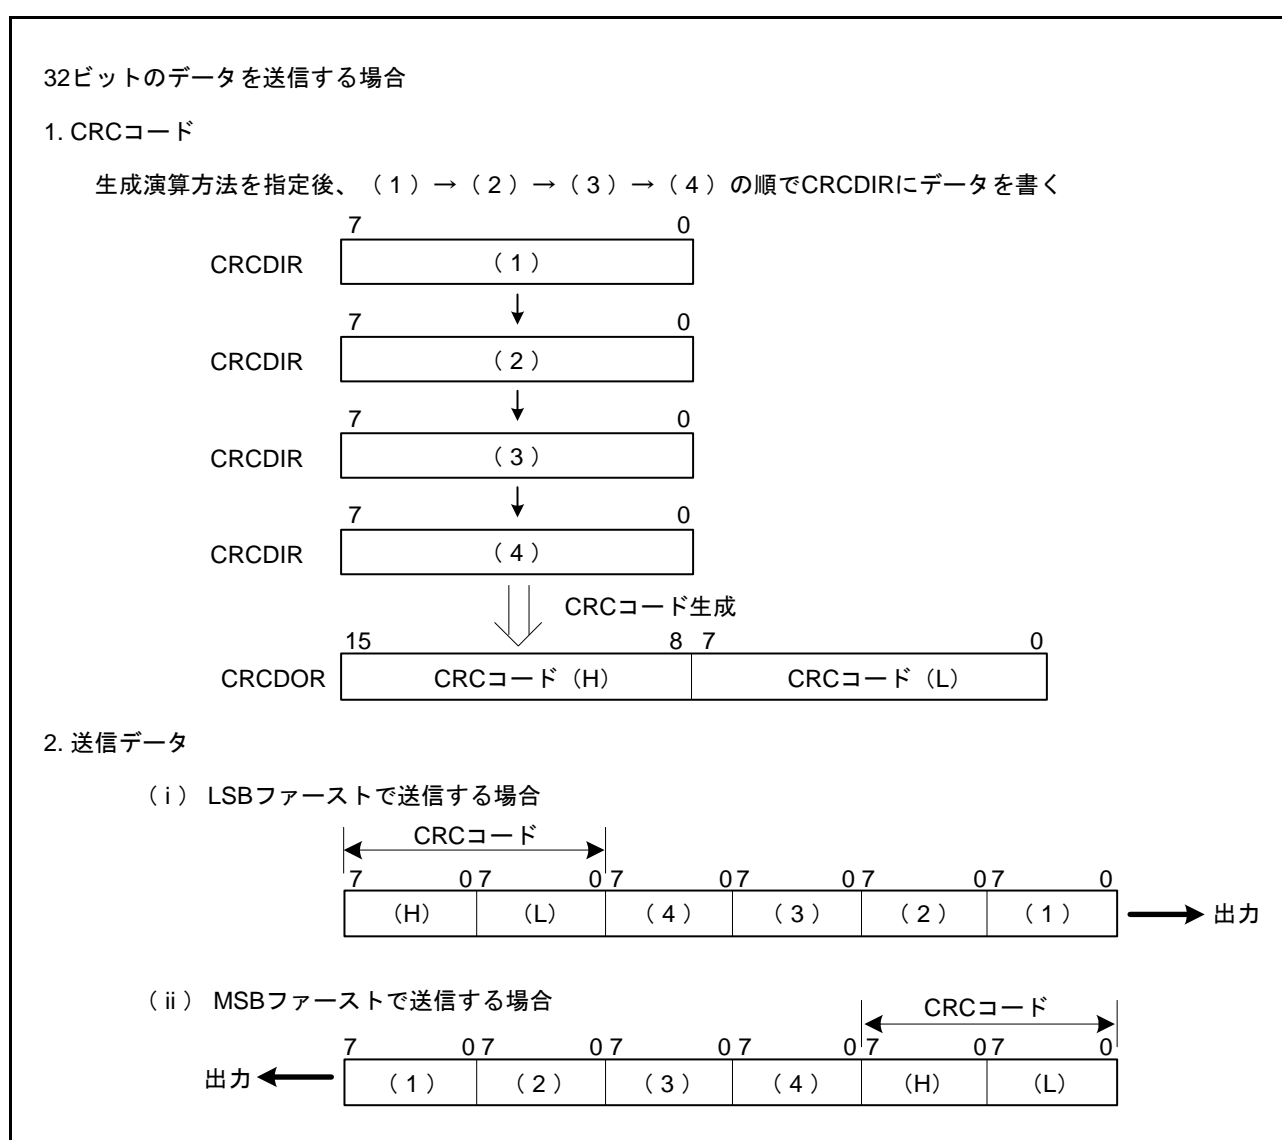 32ビットのデータを送信する場合
1. CRCコード
生成演算方法を指定後、（1）→（2）→（3）→（4）の順でCRCDIRにデータを書く
7 0
CRCDIR （1）
7 0
CRCDIR （2）
7 0
CRCDIR （3）
7 0
CRCDIR （4）
CRCコード生成
15 8 7 0
CRCDOR CRCコード（H） CRCコード（L）
2. 送信データ
（i） LSBファーストで送信する場合
CRCコード
7 0 7 0 7 0 7 0 7 0 7 0
（H） （L） （4） （3） （2） （1） 出力
（ii） MSBファーストで送信する場合
CRCコード
7 0 7 0 7 0 7 0 7 0 7 0
出力 （1） （2） （3） （4） （H） （L）